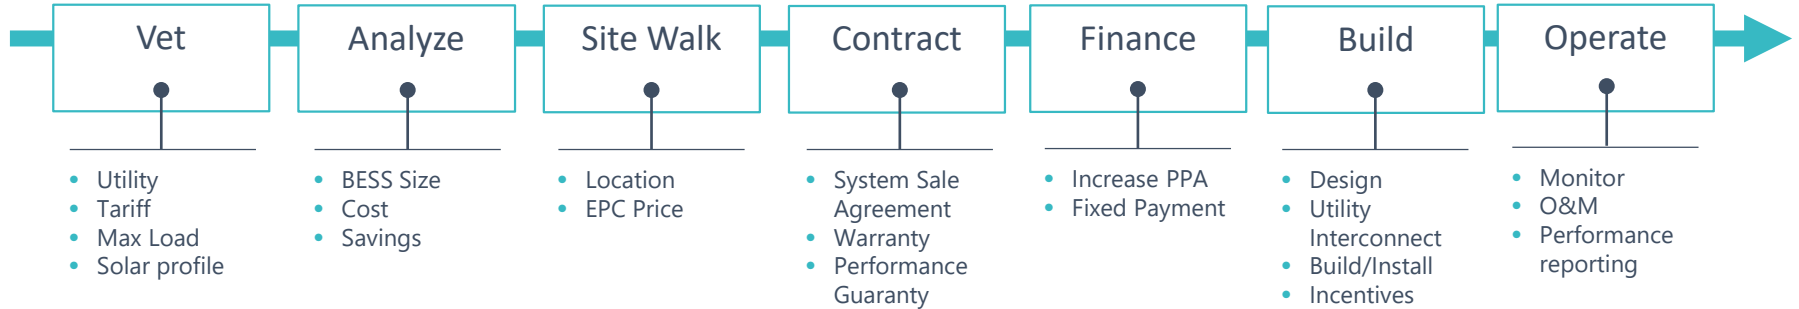 Vet
Analyze
Site Walk
Contract
Finance
Build
Operate
• Utility
• Tariff
• Max Load
• Solar profile
• BESS Size
• Cost
• Savings
• Location
• EPC Price
• System Sale
Agreement
• Warranty
• Performance
Guaranty
• Increase PPA
• Fixed Payment
• Design
• Utility
Interconnect
• Build/Install
• Incentives
• Monitor
• O&M
• Performance
reporting